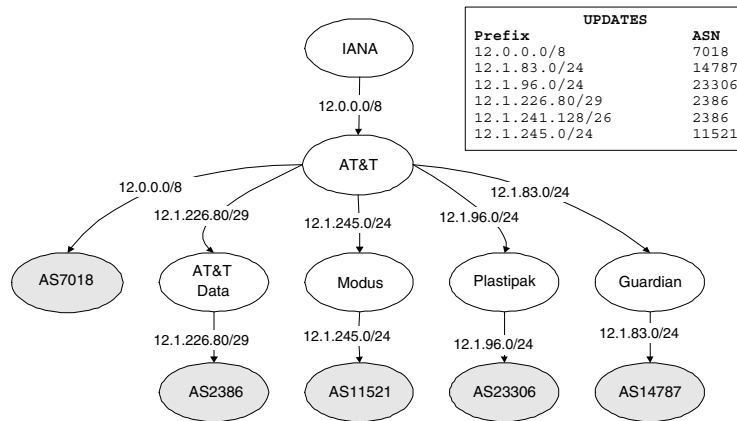 UPDATES
Prefix ASN
12.0.0.0/8 7018
12.1.83.0/24 14787
12.1.96.0/24 23306
12.1.226.80/29 2386
12.1.241.128/26 2386
12.1.245.0/24 11521
IANA
12.0.0.0/8
AT&T
12.0.0.0/8
12.1.226.80/29
12.1.245.0/24
12.1.96.0/24
12.1.83.0/24
AS7018
AT&T
Data
Modus
Plastipak
Guardian
12.1.226.80/29
12.1.245.0/24
12.1.96.0/24
12.1.83.0/24
AS2386
AS11521
AS23306
AS14787